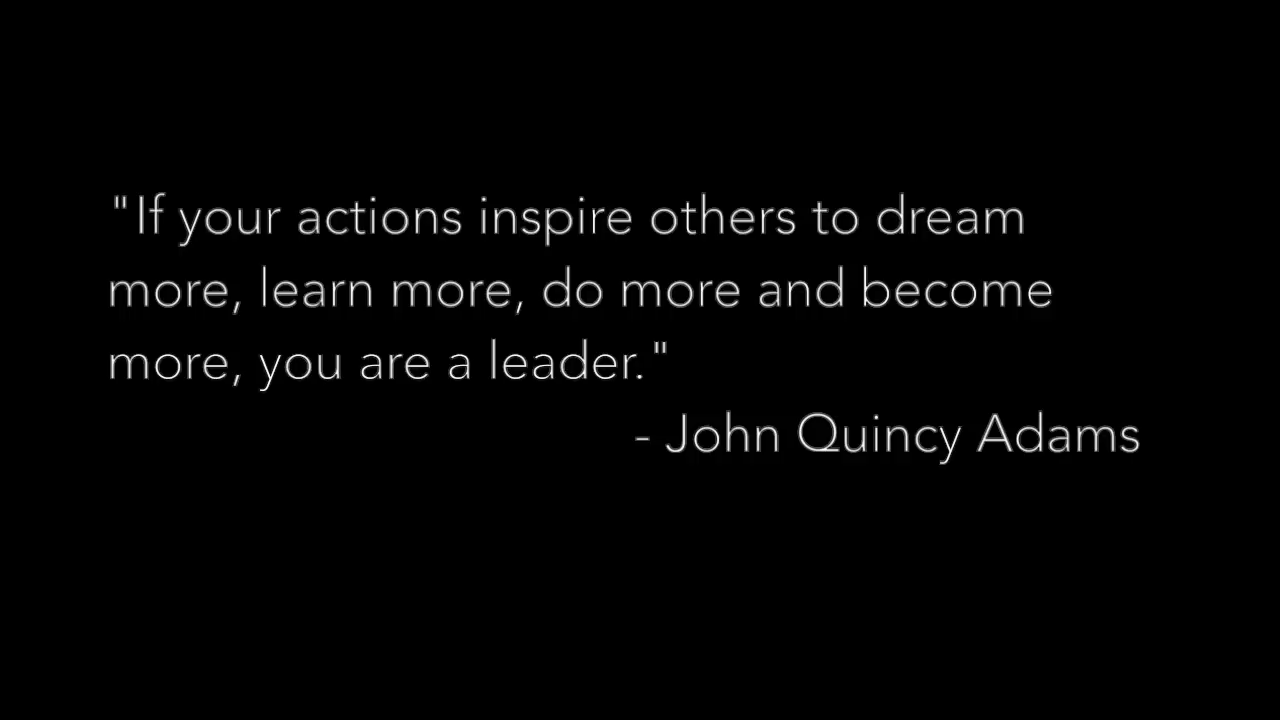 "If your actions inspire others to dream
more, learn more, do more and become
more, you are a leader."
- John Quincy Adams